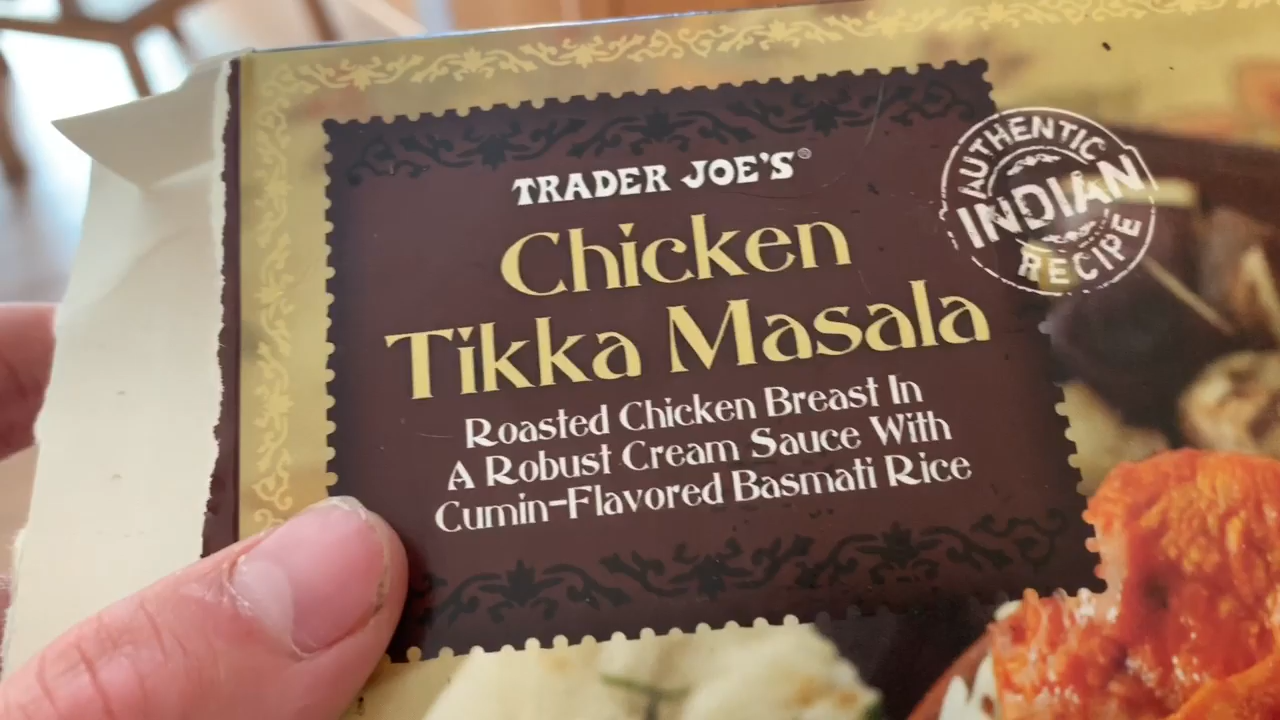 TRADER JOE'S®
Chicken
Tikka Masala
Roasted Chicken Breast In
A Robust Cream Sauce With
Cumin-Flavored Basmati Rice
AUTHENTIC
INDIAN
RECIPE